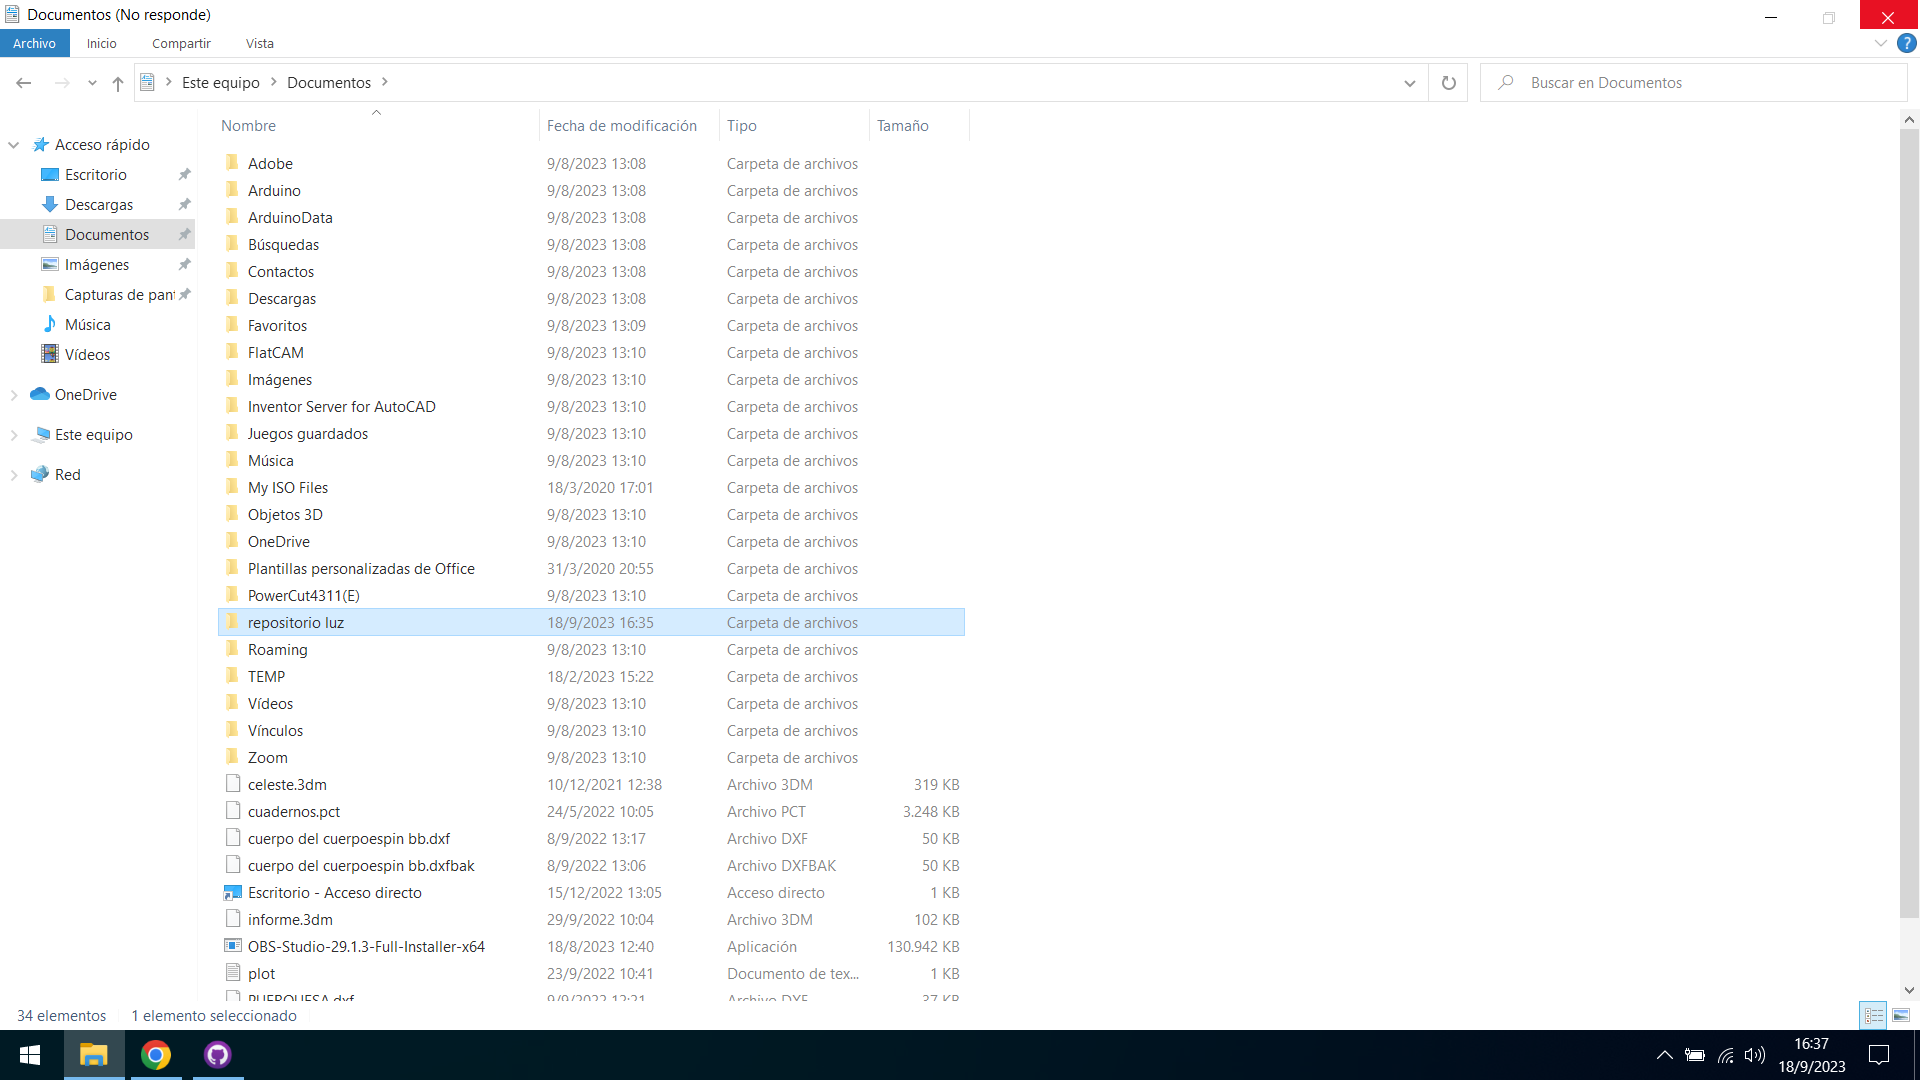 Documentos (No responde)
Archivo Inicio Compartir Vista
Este equipo Documentos
Buscar en Documentos
Nombre Fecha de modificación Tipo Tamaño
Acceso rápido
Escritorio
Descargas
Documentos
Imágenes
Capturas de pant
Música
Vídeos
OneDrive
Este equipo
Red
Adobe 9/8/2023 13:08 Carpeta de archivos
Arduino 9/8/2023 13:08 Carpeta de archivos
ArduinoData 9/8/2023 13:08 Carpeta de archivos
Búsquedas 9/8/2023 13:08 Carpeta de archivos
Contactos 9/8/2023 13:08 Carpeta de archivos
Descargas 9/8/2023 13:08 Carpeta de archivos
Favoritos 9/8/2023 13:09 Carpeta de archivos
FlatCAM 9/8/2023 13:10 Carpeta de archivos
Imágenes 9/8/2023 13:10 Carpeta de archivos
Inventor Server for AutoCAD 9/8/2023 13:10 Carpeta de archivos
Juegos guardados 9/8/2023 13:10 Carpeta de archivos
Música 9/8/2023 13:10 Carpeta de archivos
My ISO Files 18/3/2020 17:01 Carpeta de archivos
Objetos 3D 9/8/2023 13:10 Carpeta de archivos
OneDrive 9/8/2023 13:10 Carpeta de archivos
Plantillas personalizadas de Office 31/3/2020 20:55 Carpeta de archivos
PowerCut4311(E) 9/8/2023 13:10 Carpeta de archivos
repositorio luz 18/9/2023 16:35 Carpeta de archivos
Roaming 9/8/2023 13:10 Carpeta de archivos
TEMP 18/2/2023 15:22 Carpeta de archivos
Vídeos 9/8/2023 13:10 Carpeta de archivos
Vínculos 9/8/2023 13:10 Carpeta de archivos
Zoom 9/8/2023 13:10 Carpeta de archivos
celeste.3dm 10/12/2021 12:38 Archivo 3DM 319 KB
cuadernos.pct 24/5/2022 10:05 Archivo PCT 3.248 KB
cuerpo del cuerpoespin bb.dxf 8/9/2022 13:17 Archivo DXF 50 KB
cuerpo del cuerpoespin bb.dxfbak 8/9/2022 13:06 Archivo DXFBAK 50 KB
Escritorio - Acceso directo 15/12/2022 13:05 Acceso directo 1 KB
informe.3dm 29/9/2022 10:04 Archivo 3DM 102 KB
OBS-Studio-29.1.3-Full-Installer-x64 18/8/2023 12:40 Aplicación 130.942 KB
plot 23/9/2022 10:41 Documento de tex... 1 KB
PUERQUESA.dxf 9/9/2022 12:21 Archivo DXF 37 KB
34 elementos 1 elemento seleccionado
16:37
18/9/2023